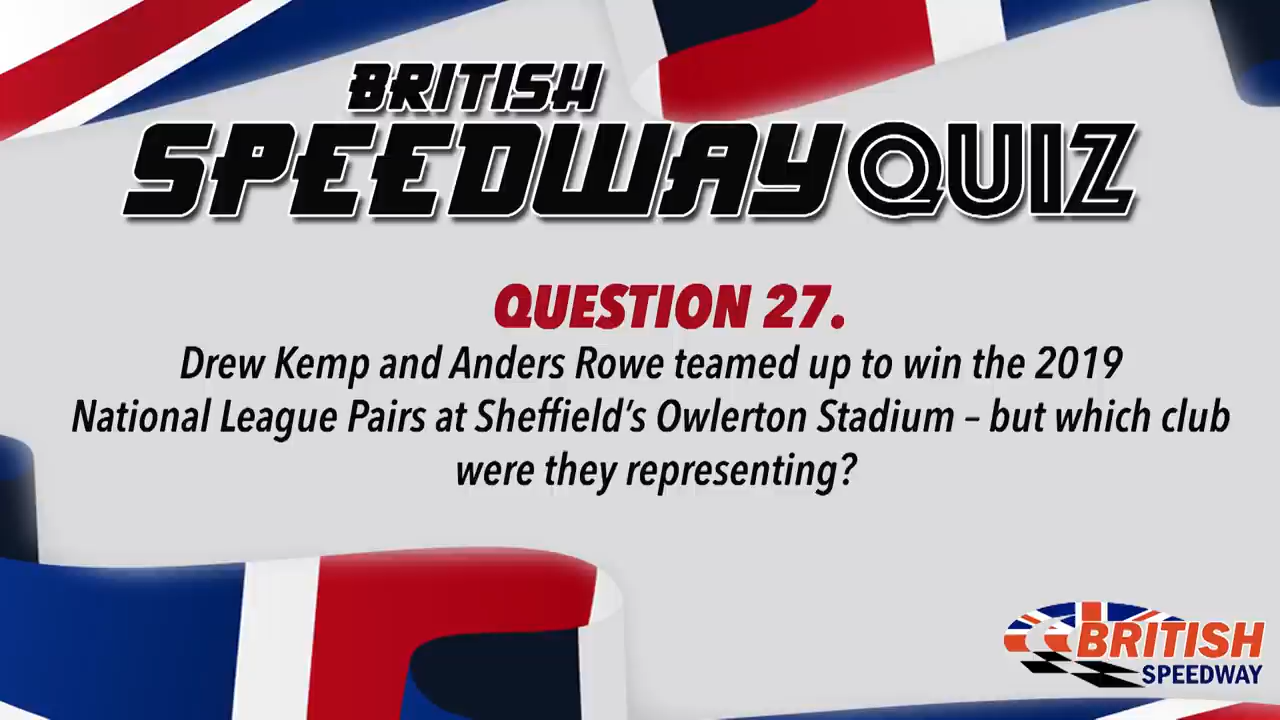 BRITISH
SPEEDWAY QUIZ
QUESTION 27.
Drew Kemp and Anders Rowe teamed up to win the 2019
National League Pairs at Sheffield’s Owlerton Stadium – but which club
were they representing?
BRITISH
SPEEDWAY